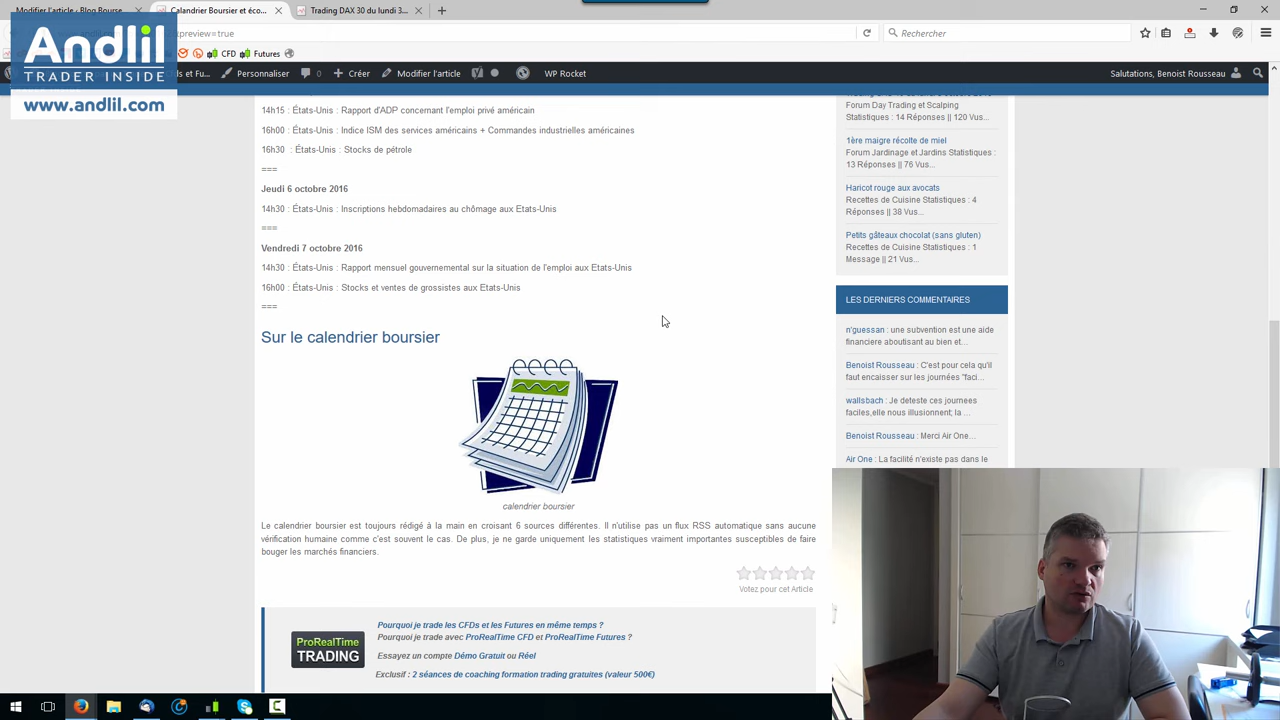 Modifier l'article ‹ Blog Bourse ...
Calendrier Boursier et éco...
Trading DAX 30 du lundi 3 ...
preview=true
Rechercher
CFD
Futures
et Fu...
Personnaliser
0
Créer
Modifier l'article
WP Rocket
Salutations, Benoist Rousseau
Andlil
TRADER INSIDE
www.andlil.com
14h15 : États-Unis : Rapport d'ADP concernant l'emploi privé américain
16h00 : États-Unis : Indice ISM des services américains + Commandes industrielles américaines
16h30 : États-Unis : Stocks de pétrole
===
Jeudi 6 octobre 2016
14h30 : États-Unis : Inscriptions hebdomadaires au chômage aux Etats-Unis
===
Vendredi 7 octobre 2016
14h30 : États-Unis : Rapport mensuel gouvernemental sur la situation de l'emploi aux Etats-Unis
16h00 : États-Unis : Stocks et ventes de grossistes aux Etats-Unis
===
Sur le calendrier boursier
calendrier boursier
Le calendrier boursier est toujours rédigé à la main en croisant 6 sources différentes. Il n'utilise pas un flux RSS automatique sans aucune
vérification humaine comme c'est souvent le cas. De plus, je ne garde uniquement les statistiques vraiment importantes susceptibles de faire
bouger les marchés financiers.
Votez pour cet Article
ProRealTime
TRADING
Pourquoi je trade les CFDs et les Futures en même temps ?
Pourquoi je trade avec ProRealTime CFD et ProRealTime Futures ?
Essayez un compte Démo Gratuit ou Réel
Exclusif : 2 séances de coaching formation trading gratuites (valeur 500€)
Forum Day Trading et Scalping
Statistiques : 14 Réponses || 120 Vus...
1ère maigre récolte de miel
Forum Jardinage et Jardins Statistiques :
13 Réponses || 76 Vus...
Haricot rouge aux avocats
Recettes de Cuisine Statistiques : 4
Réponses || 38 Vus...
Petits gâteaux chocolat (sans gluten)
Recettes de Cuisine Statistiques : 1
Message || 21 Vus...
LES DERNIERS COMMENTAIRES
n'guessan : une subvention est une aide
financiere aboutisant au bien et...
Benoist Rousseau : C'est pour cela qu'il
faut encaisser sur les journées "faci...
wallsbach : Je deteste ces journees
faciles,elle nous illusionnent; la ...
Benoist Rousseau : Merci Air One...
Air One : La facilité n'existe pas dans le